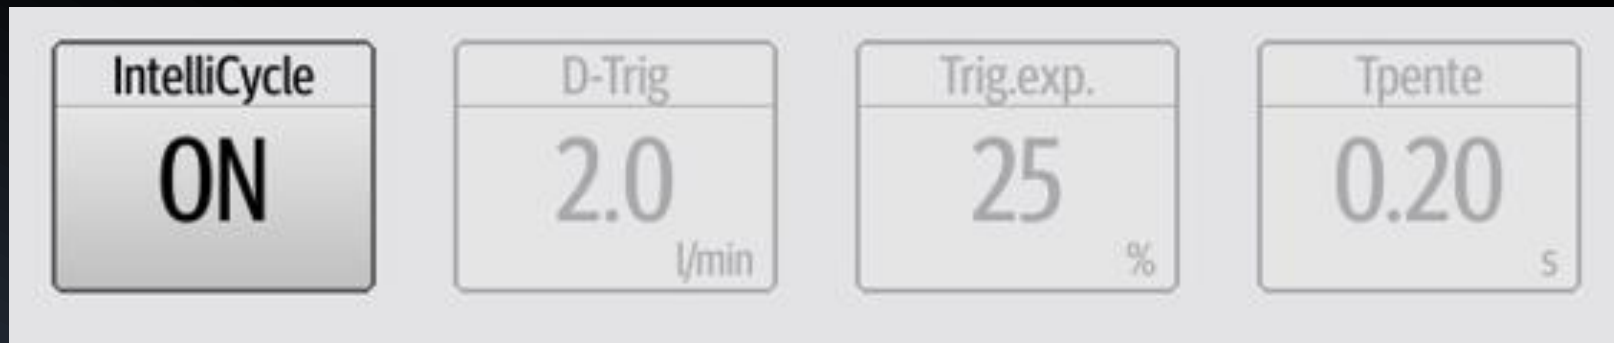 IntelliCycle
ON
D-Trig
2.0
l/min
Trig.exp.
25
%
Tpente
0.20
s